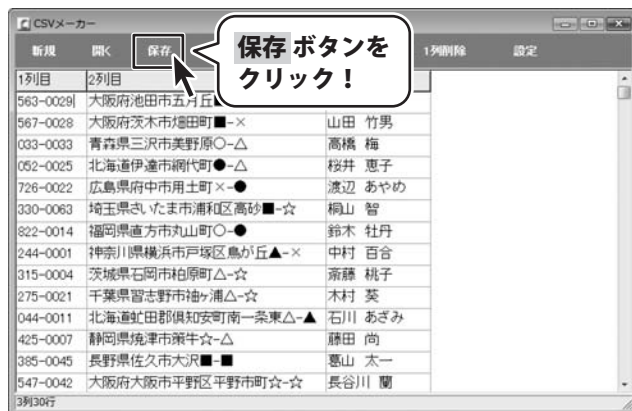 CSVメーカー
新規 開く 保存 1列削除 設定
保存 ボタンを
クリック！
1列目 2列目
563-0029 大阪府池田市五月丘
567-0028 大阪府茨木市畑田町■-× 山田 竹男
033-0033 青森県三沢市美野原○-△ 高橋 梅
052-0025 北海道伊達市網代町●-△ 桜井 恵子
726-0022 広島県府中市用土町×-● 渡辺 あやめ
330-0063 埼玉県さいたま市浦和区高砂■-☆ 桐山 智
822-0014 福岡県直方市丸山町○-● 鈴木 牡丹
244-0001 神奈川県横浜市戸塚区鳥が丘▲-× 中村 百合
315-0004 茨城県石岡市柏原町△-☆ 斎藤 桃子
275-0021 千葉県習志野市袖ヶ浦△-☆ 木村 葵
044-0011 北海道虻田郡倶知安町南一条東△-▲ 石川 あざみ
425-0007 静岡県焼津市策牛☆-△ 藤田 尚
385-0045 長野県佐久市大沢■-■ 葛山 太一
547-0042 大阪府大阪市平野区平野市町☆-☆ 長谷川 蘭
3列30行